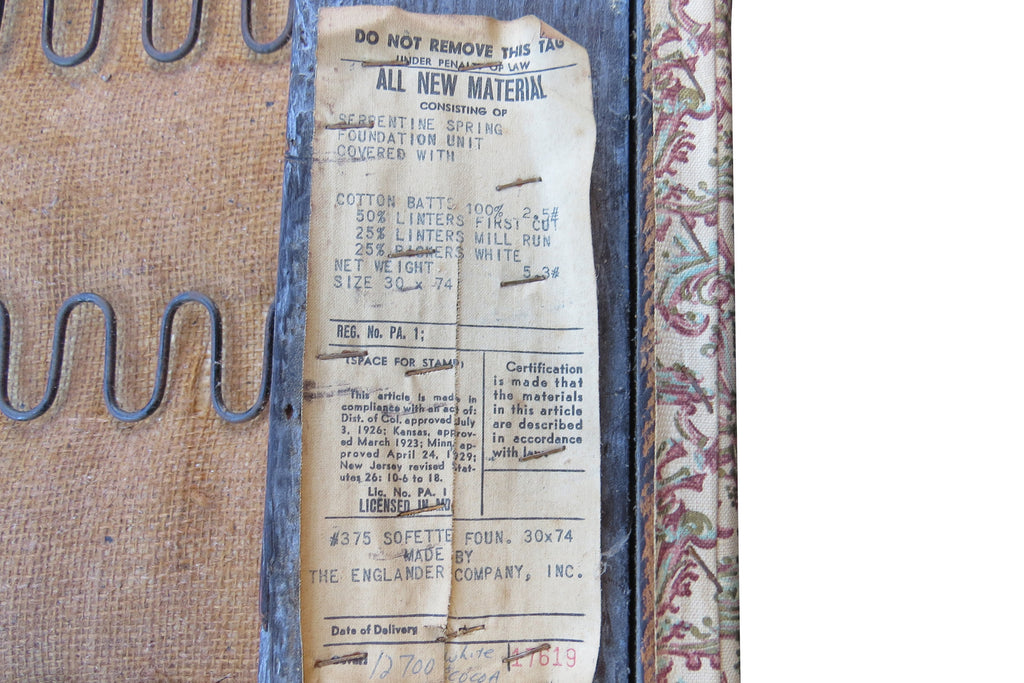 DO NOT REMOVE THIS TAG
UNDER PENALTY OF LAW
ALL NEW MATERIAL
CONSISTING OF
SERPENTINE SPRING
FOUNDATION UNIT
COVERED WITH
COTTON BATTS 100% 2.5#
50% LINTERS FIRST CUT
25% LINTERS MILL RUN
25% PICKERS WHITE
NET WEIGHT 5.3#
SIZE 30 x 74
REG. No. PA. 1;
(SPACE FOR STAMP)
This article is made in
compliance with an act of:
Dist. of Col. approved July
3, 1926; Kansas, approv-
ed March 1923; Minn. ap-
proved April 24, 1929;
New Jersey revised Stat-
utes 26: 10-6 to 18.
Lic. No. PA. 1
LICENSED IN MD.
Certification
is made that
the materials
in this article
are described
in accordance
with law.
#375 SOFETTE FOUN. 30x74
MADE BY
THE ENGLANDER COMPANY, INC.
Date of Delivery
12700 white 17619
cocoa